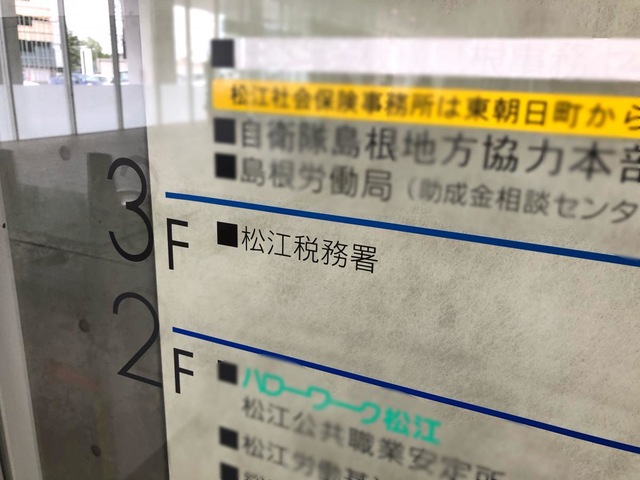 松江社会保険事務所は東朝日町から
■自衛隊島根地方協力本部
■島根労働局(助成金相談センタ
3F
■松江税務署
2F
■ハローワーク松江
松江公共職業安定所
■松江労働基